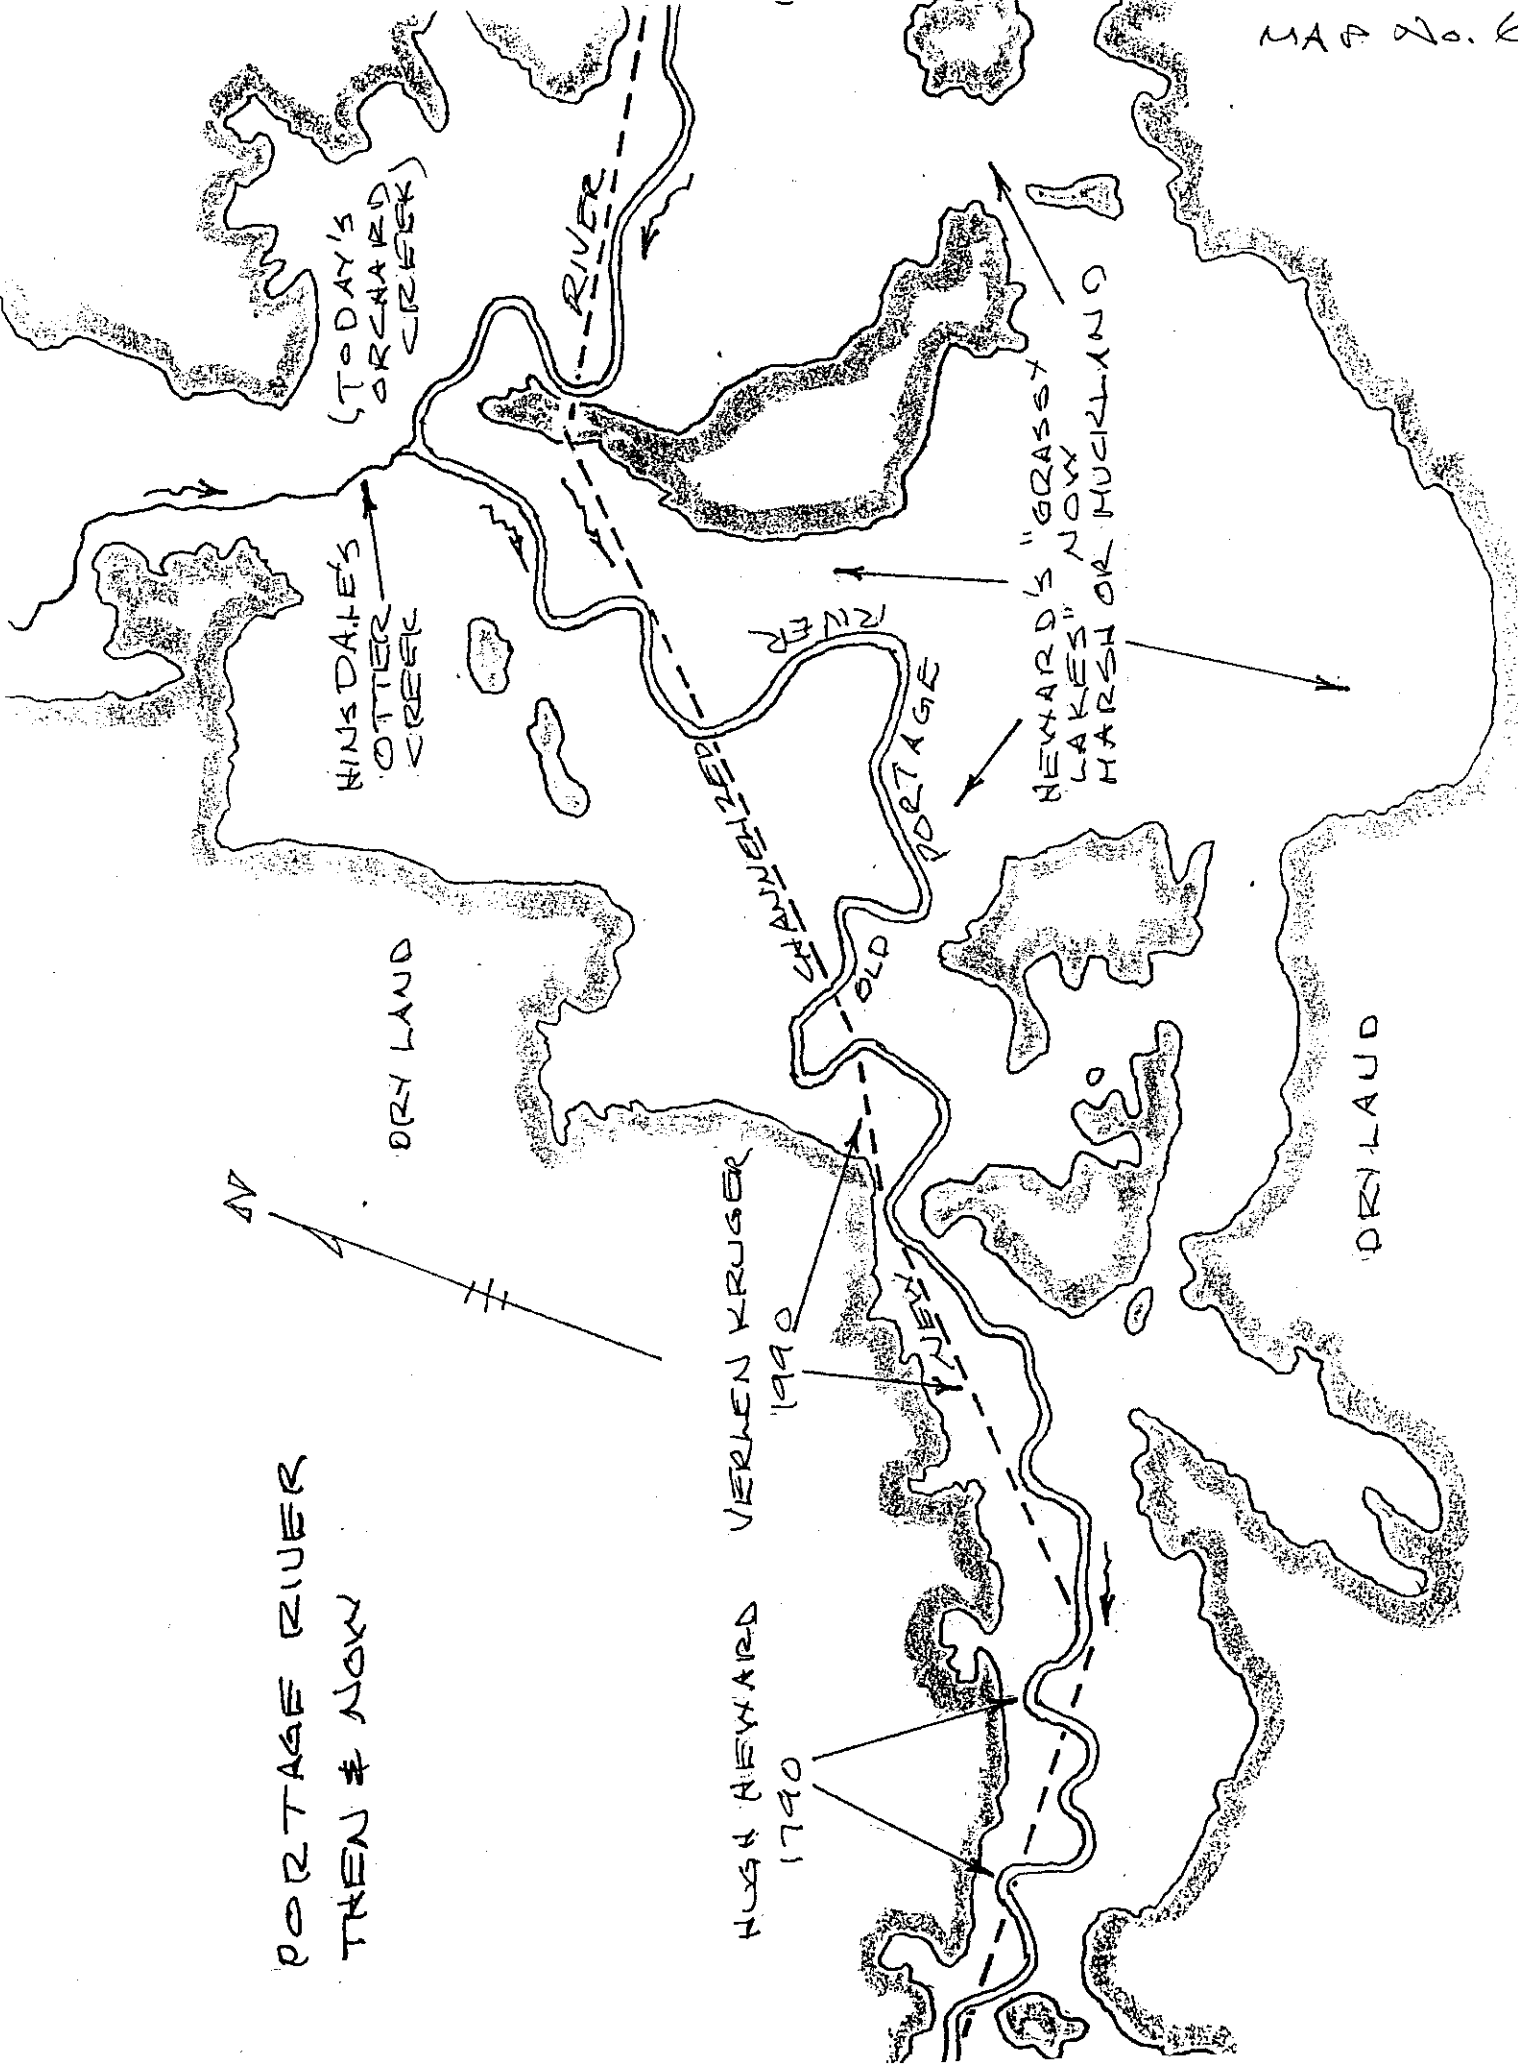 MAP No. 6
PORTAGE RIVER
THEN & NOW
N
DRY LAND
HINSDALE'S
OTTER
CREEK
(TODAY'S
ORCHARD
CREEK)
HUGH HEWARD
1790
VERLEN KRUGER
1990
NEW CHANNELIZED RIVER
OLD PORTAGE RIVER
HEWARD'S "GRASSY
LAKES" NOW
MARSH OR MUCKLAND
DRY LAND